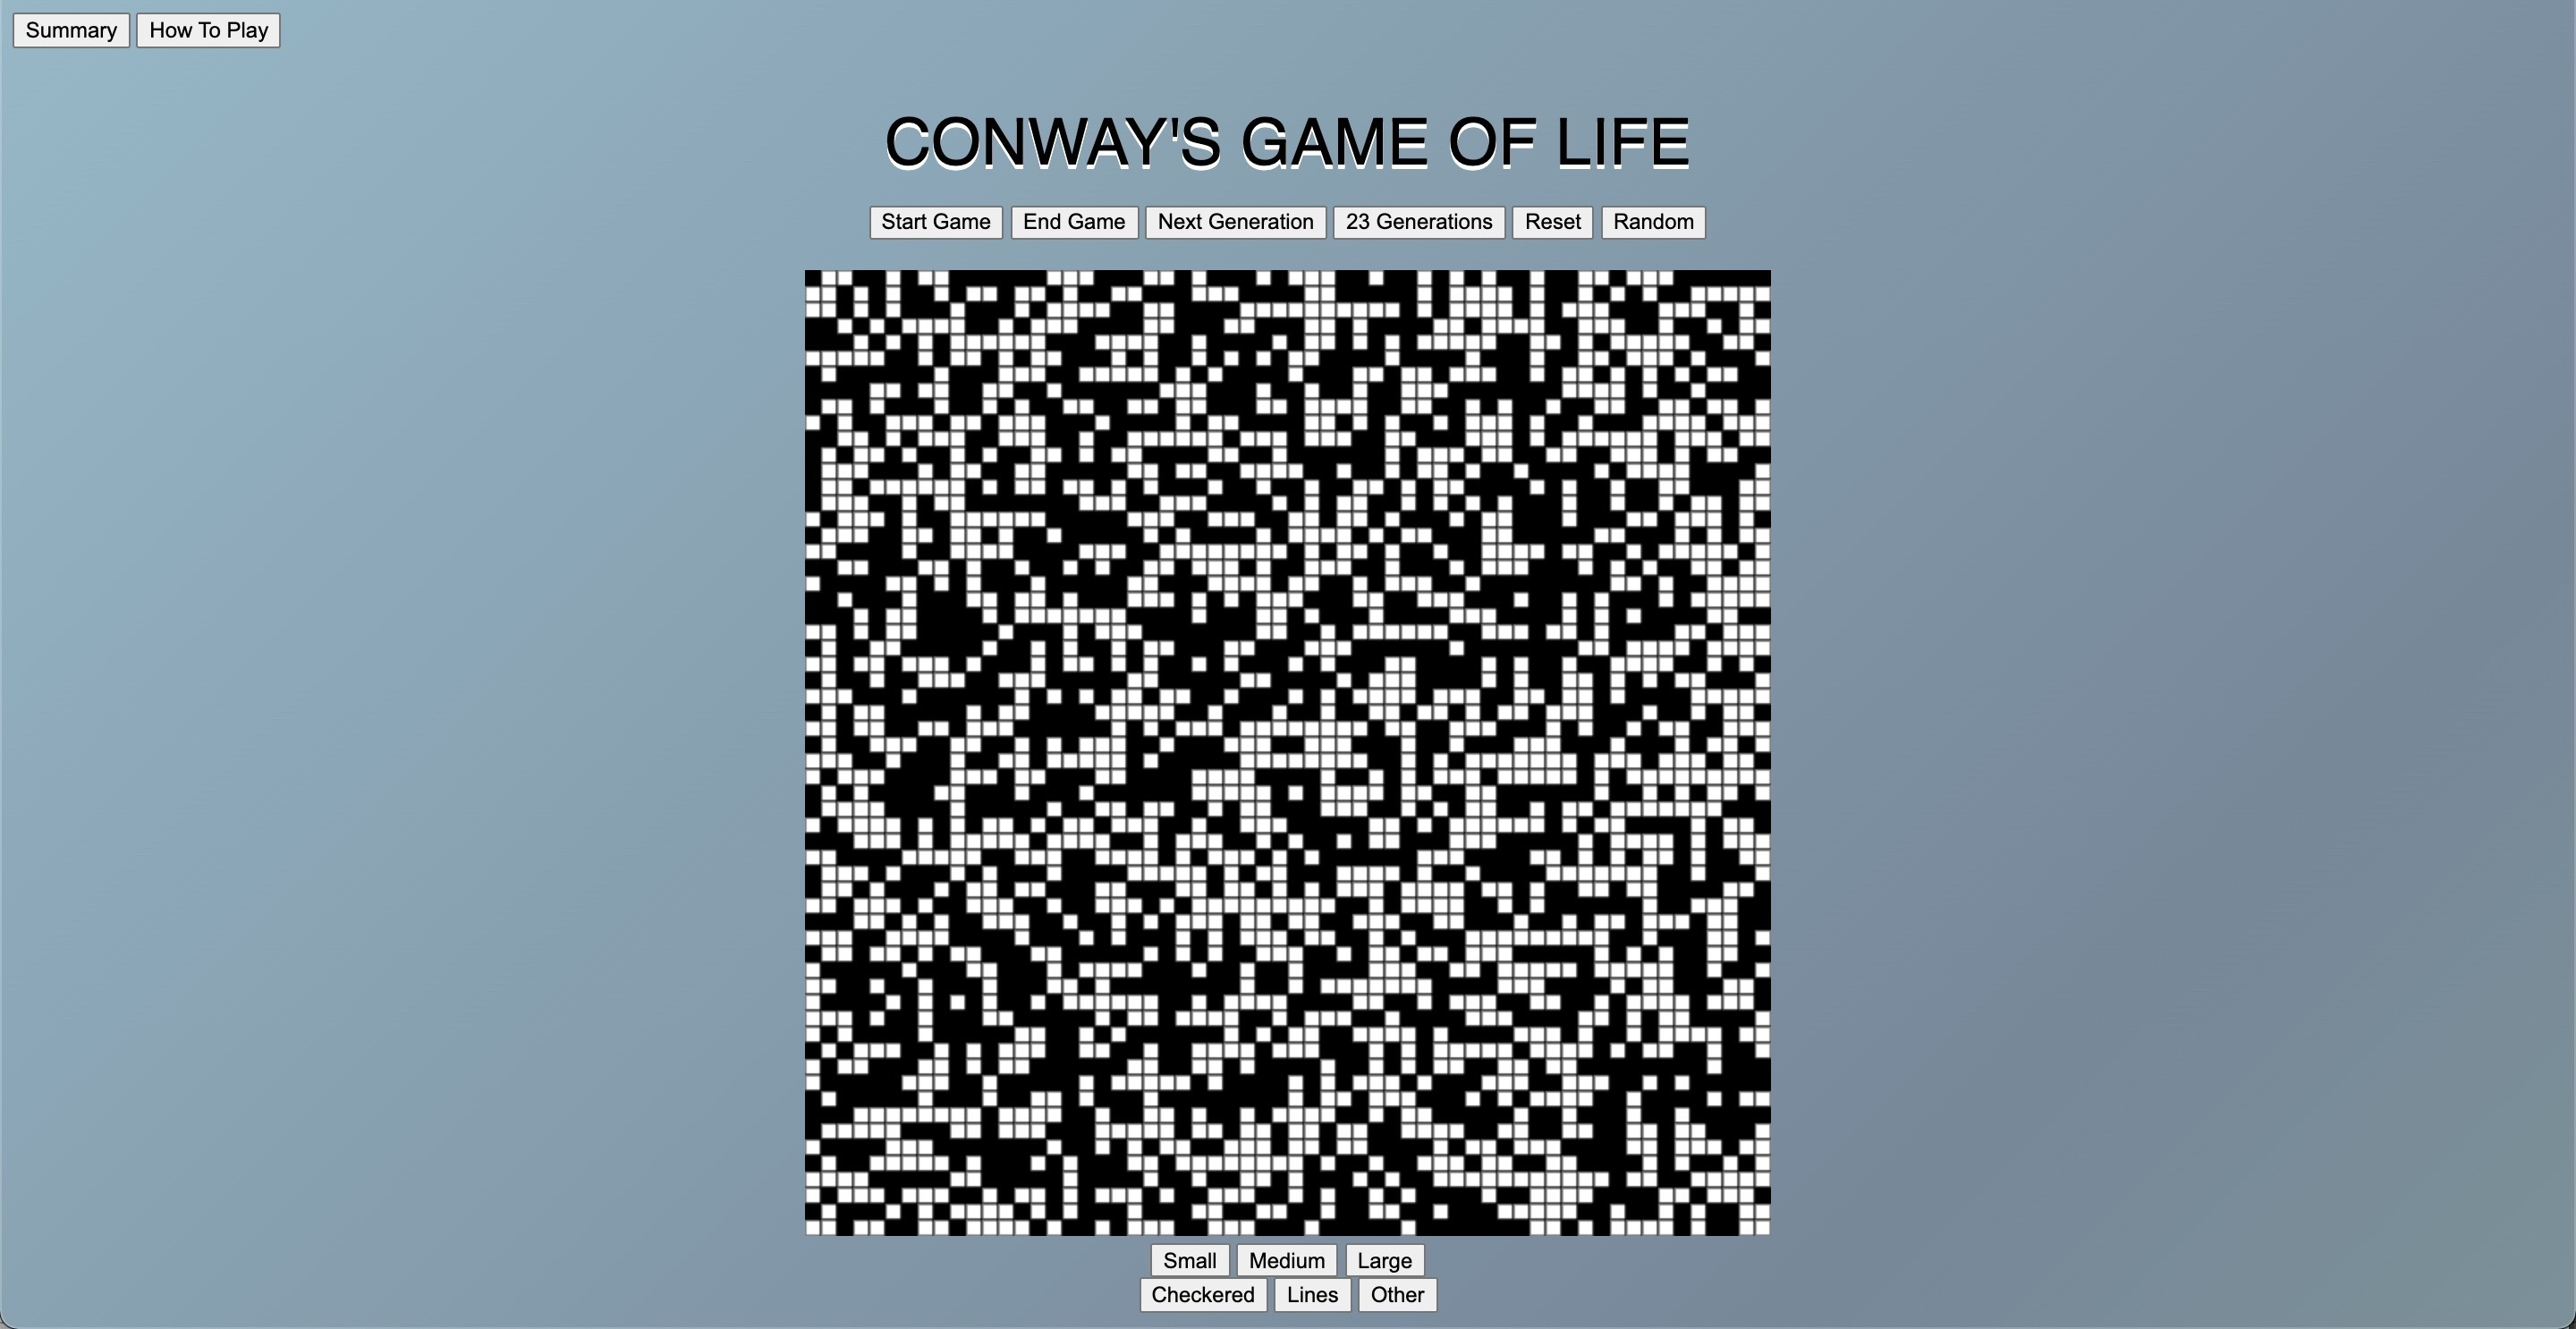 Summary How To Play
CONWAY'S GAME OF LIFE
Start Game End Game Next Generation 23 Generations Reset Random
Small Medium Large
Checkered Lines Other